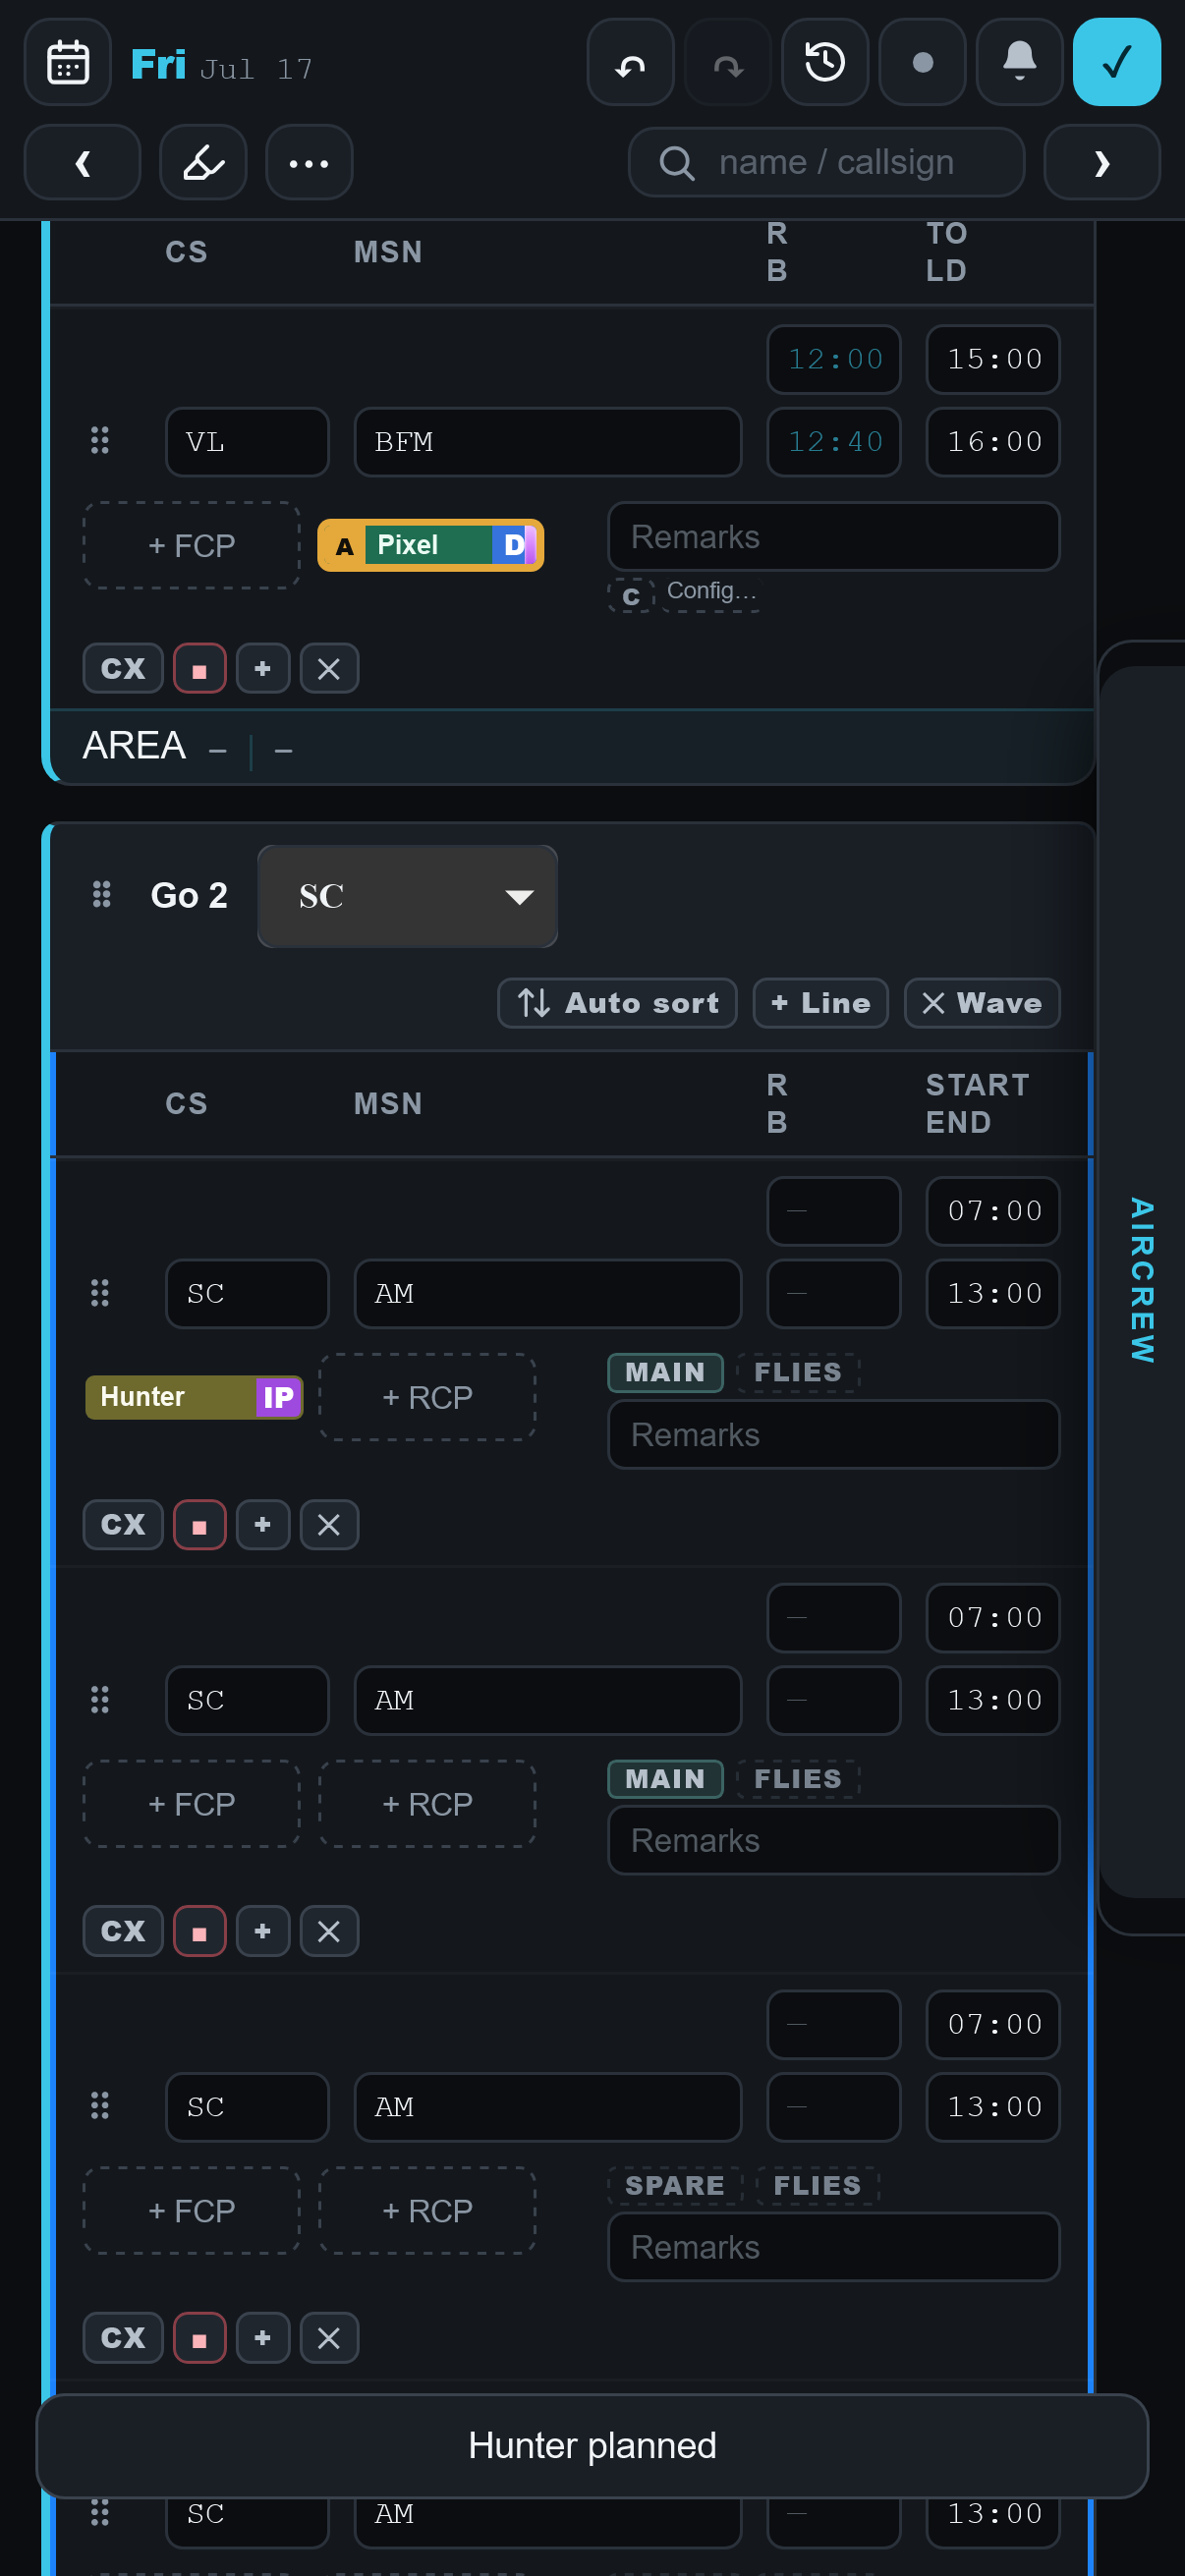 Fri Jul 17
name / callsign
CS MSN R B TO LD
12:00 15:00
VL BFM 12:40 16:00
+ FCP A Pixel D Remarks
C Config...
CX + ×
AREA – | –
Go 2 SC
Auto sort + Line × Wave
CS MSN R B START END
— 07:00
SC AM — 13:00
Hunter IP + RCP MAIN FLIES
Remarks
CX + ×
— 07:00
SC AM — 13:00
+ FCP + RCP MAIN FLIES
Remarks
CX + ×
— 07:00
SC AM — 13:00
+ FCP + RCP SPARE FLIES
Remarks
CX + ×
Hunter planned
SC AM — 13:00
AIRCREW